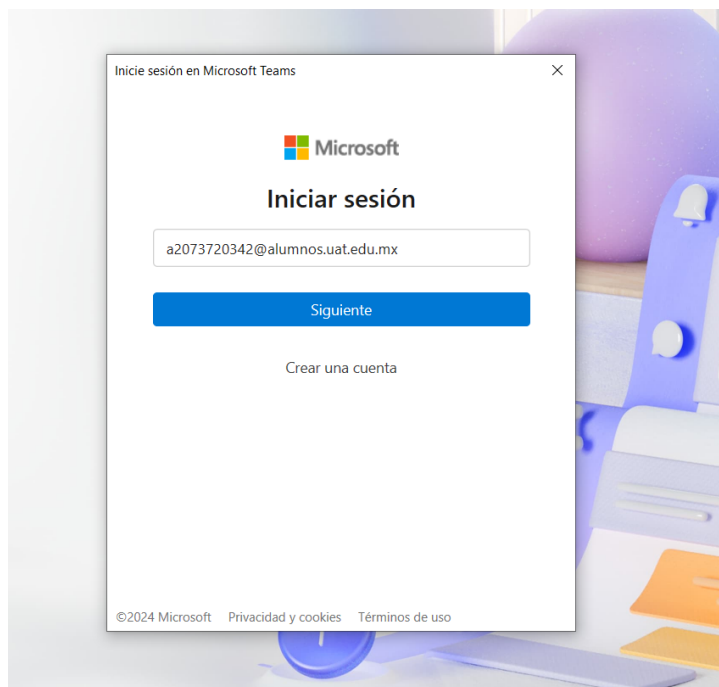 Inicie sesión en Microsoft Teams
Microsoft
Iniciar sesión
a2073720342@alumnos.uat.edu.mx
Siguiente
Crear una cuenta
©2024 Microsoft Privacidad y cookies Términos de uso